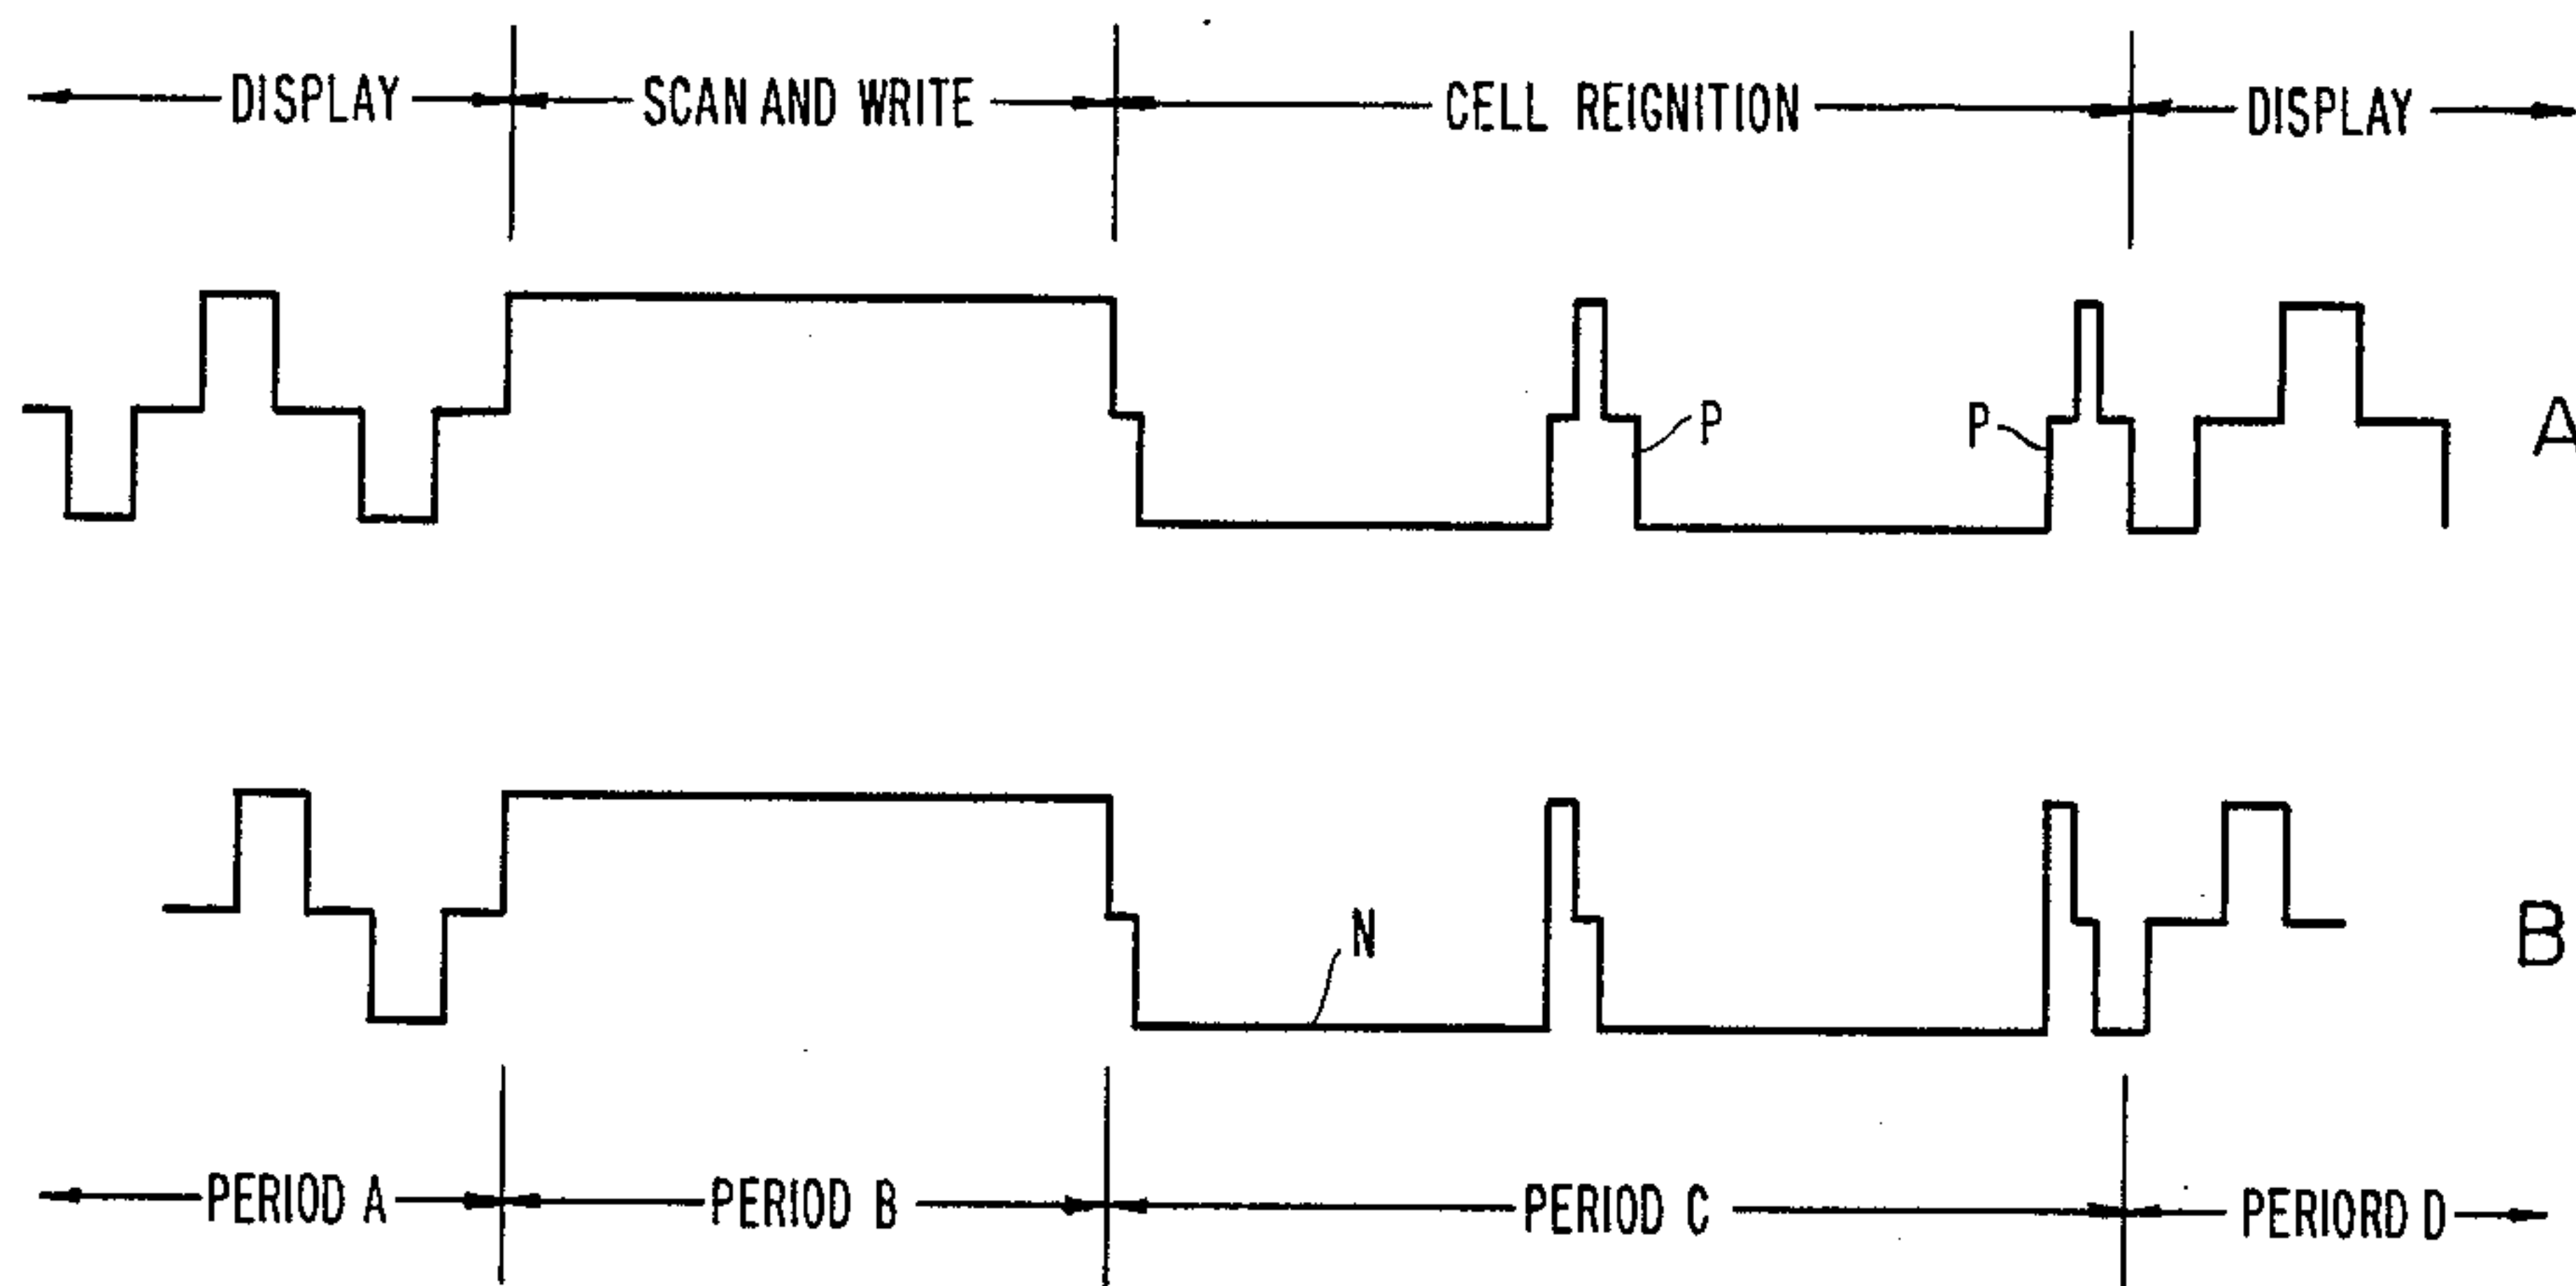 DISPLAY SCAN AND WRITE CELL REIGNITION DISPLAY
P P A
N B
PERIOD A PERIOD B PERIOD C PERIORD D